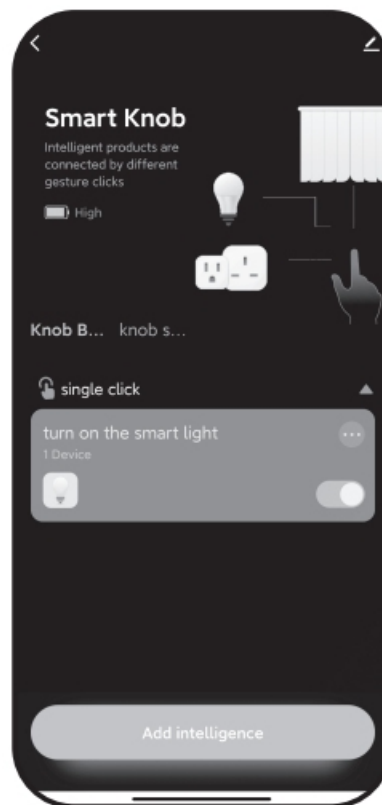 Smart Knob
Intelligent products are
connected by different
gesture clicks
High
Knob B... knob s...
single click
turn on the smart light
1 Device
Add intelligence